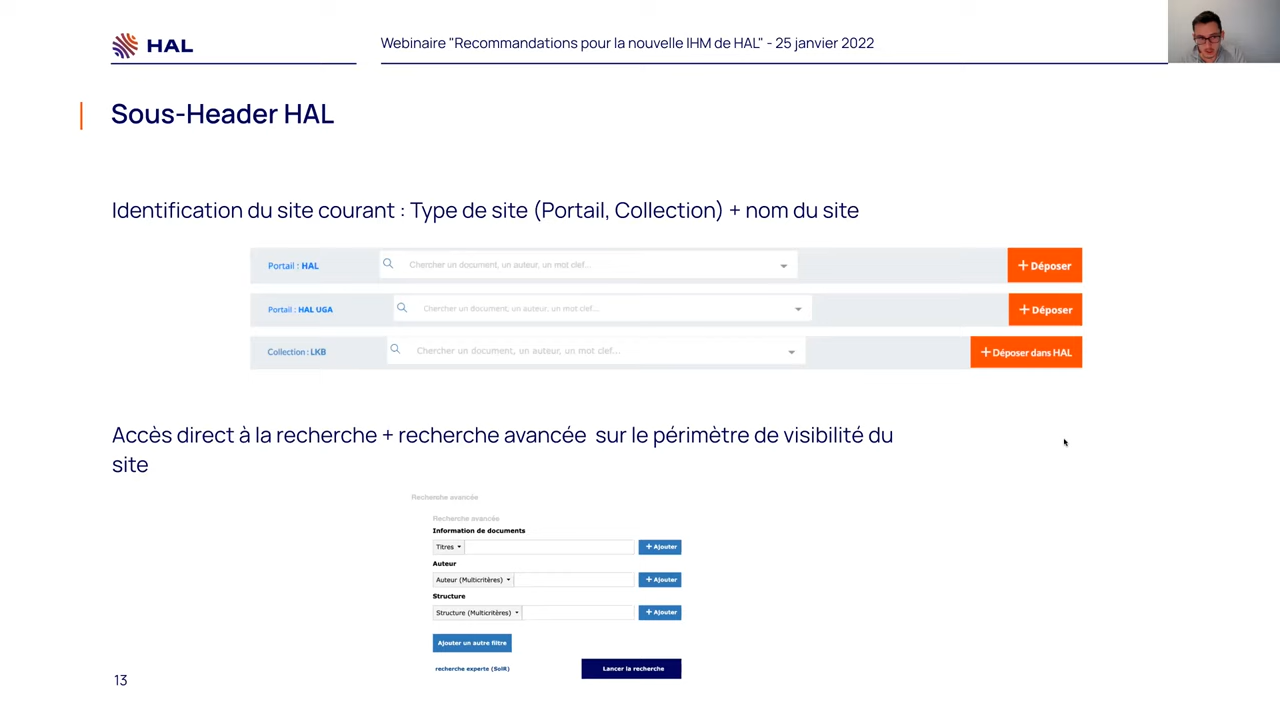 HAL
Webinaire "Recommandations pour la nouvelle IHM de HAL" - 25 janvier 2022
Sous-Header HAL
Identification du site courant : Type de site (Portail, Collection) + nom du site
Portail : HAL Chercher un document, un auteur, un mot clef... + Déposer
Portail : HAL UGA Chercher un document, un auteur, un mot clef... + Déposer
Collection : LKB Chercher un document, un auteur, un mot clef... + Déposer dans HAL
Accès direct à la recherche + recherche avancée sur le périmètre de visibilité du
site
Recherche avancée
Recherche avancée
Information de documents
Titres + Ajouter
Auteur
Auteur (Multicritères) + Ajouter
Structure
Structure (Multicritères) + Ajouter
Ajouter un autre filtre
recherche experte (SolR) Lancer la recherche
13